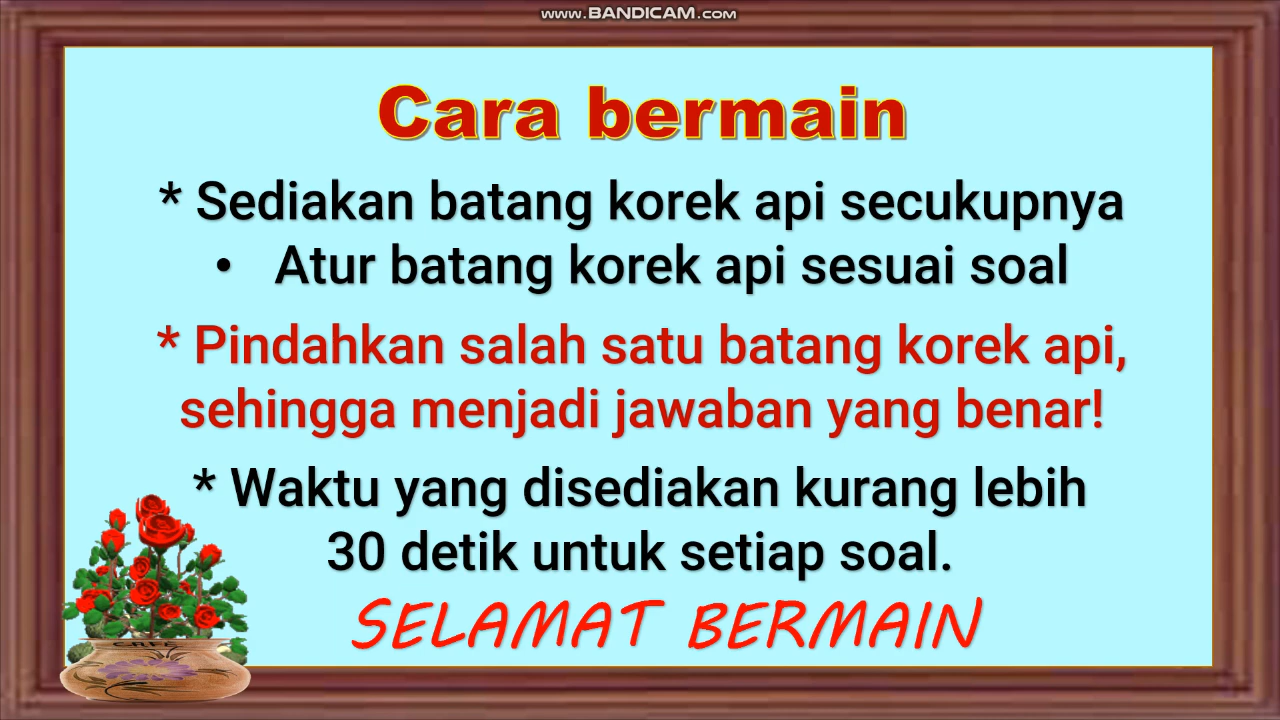 www.BANDICAM.com
Cara bermain
* Sediakan batang korek api secukupnya
• Atur batang korek api sesuai soal
* Pindahkan salah satu batang korek api,
sehingga menjadi jawaban yang benar!
* Waktu yang disediakan kurang lebih
30 detik untuk setiap soal.
SELAMAT BERMAIN
CAFE